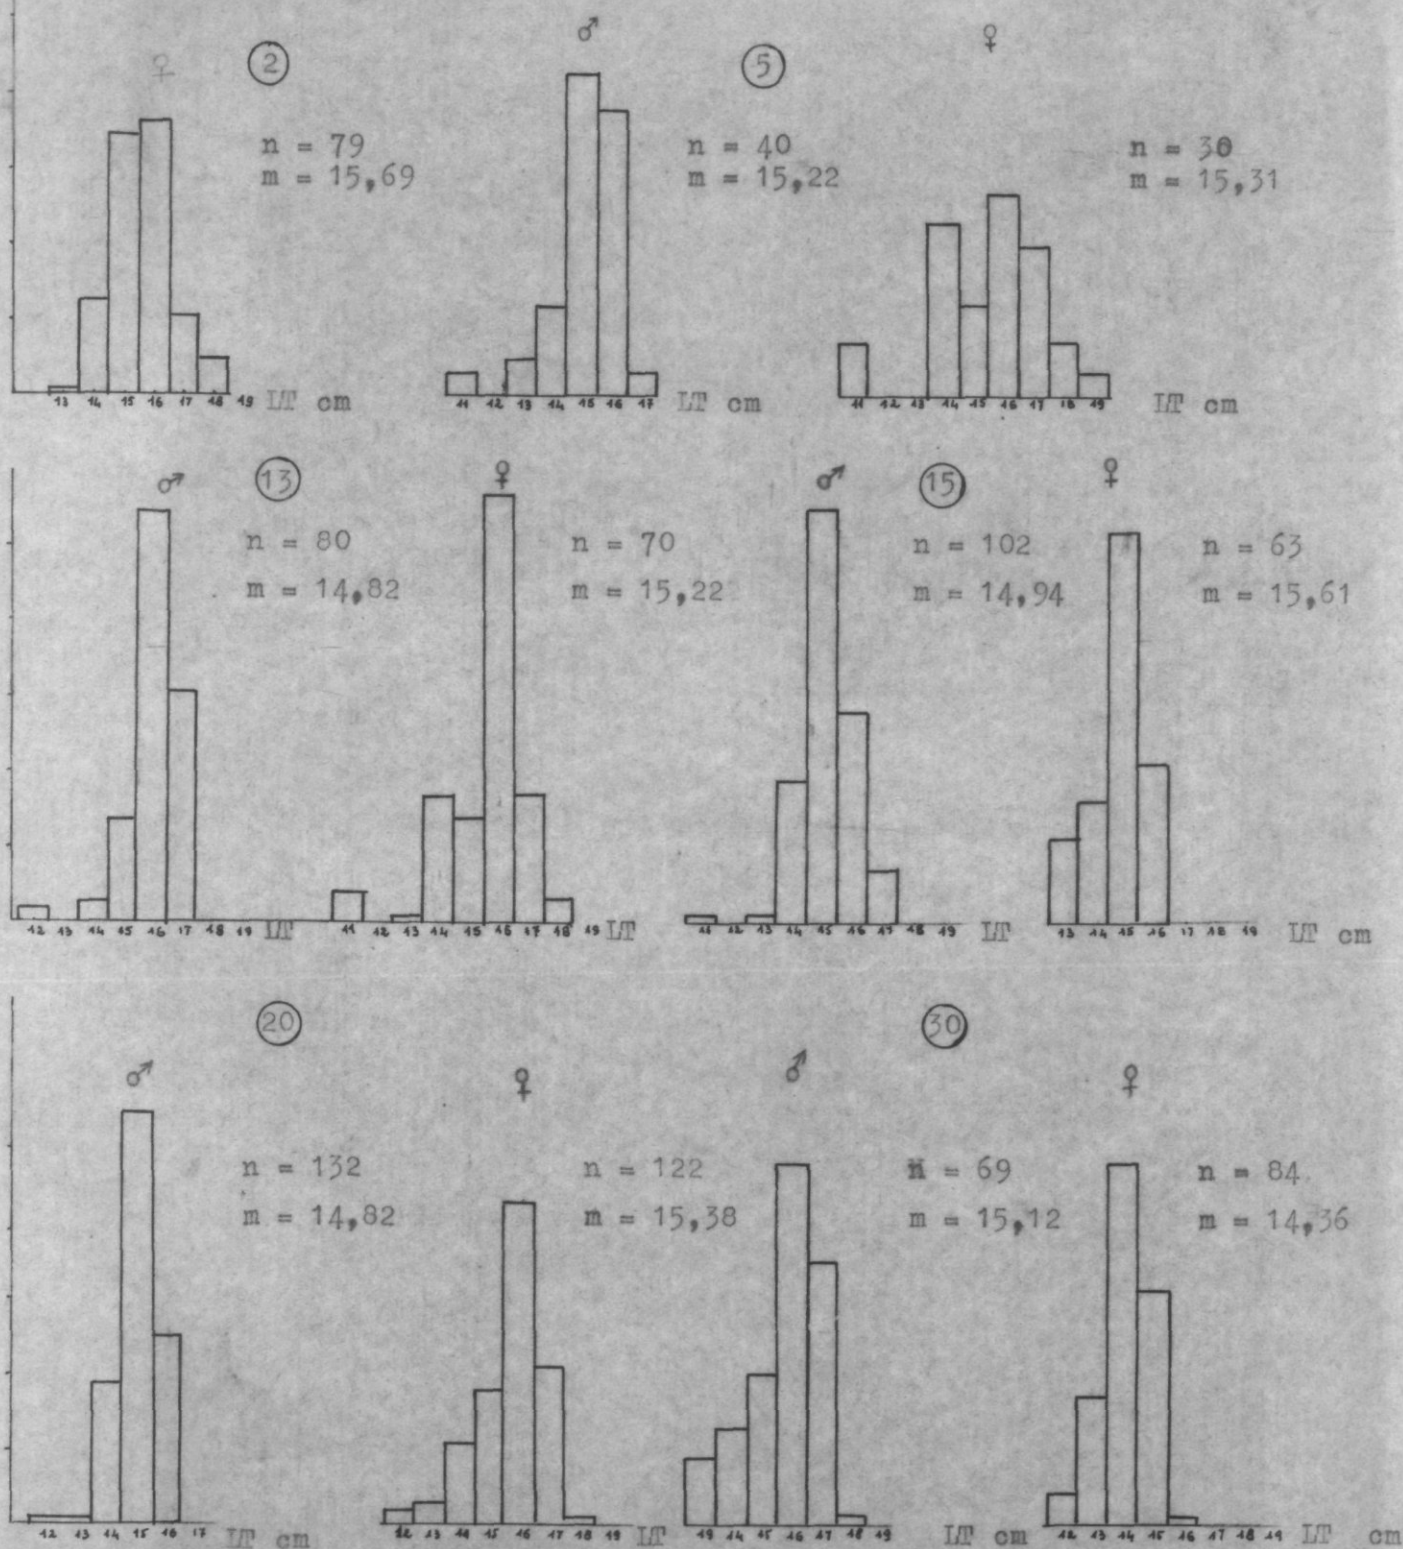 ♀ ② ♂ ⑤ ♀
n = 79 n = 40 n = 30
m = 15,69 m = 15,22 m = 15,31
13 14 15 16 17 18 19 LT cm 11 12 13 14 15 16 17 LT cm 11 12 13 14 15 16 17 18 19 LT cm
♂ ⑬ ♀ ♂ ⑮ ♀
n = 80 n = 70 n = 102 n = 63
m = 14,82 m = 15,22 m = 14,94 m = 15,61
12 13 14 15 16 17 18 19 LT 11 12 13 14 15 16 17 18 19 LT 11 12 13 14 15 16 17 18 19 LT 13 14 15 16 17 18 19 LT cm
⑳ ㉚
♂ ♀ ♂ ♀
n = 132 n = 122 n = 69 n = 84
m = 14,82 m = 15,38 m = 15,12 m = 14,36
12 13 14 15 16 17 LT cm 13 15 16 17 18 19 LT 14 15 16 17 18 19 LT cm 12 13 14 15 16 17 18 LT cm